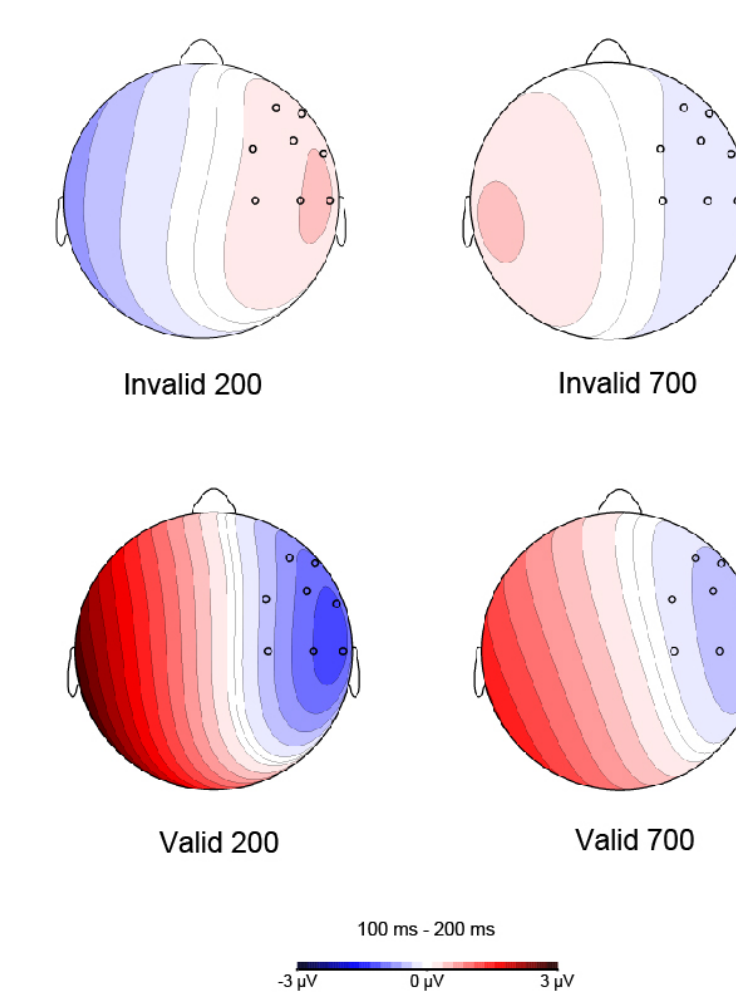 Invalid 200
Invalid 700
Valid 200
Valid 700
100 ms - 200 ms
-3 µV
0 µV
3 µV